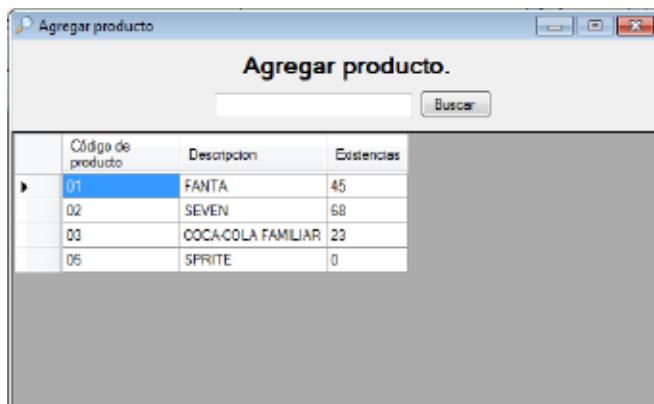 Agregar producto
Agregar producto.
Buscar
Código de producto Descripcion Existencias
01 FANTA 45
02 SEVEN 68
03 COCA-COLA FAMILIAR 23
05 SPRITE 0